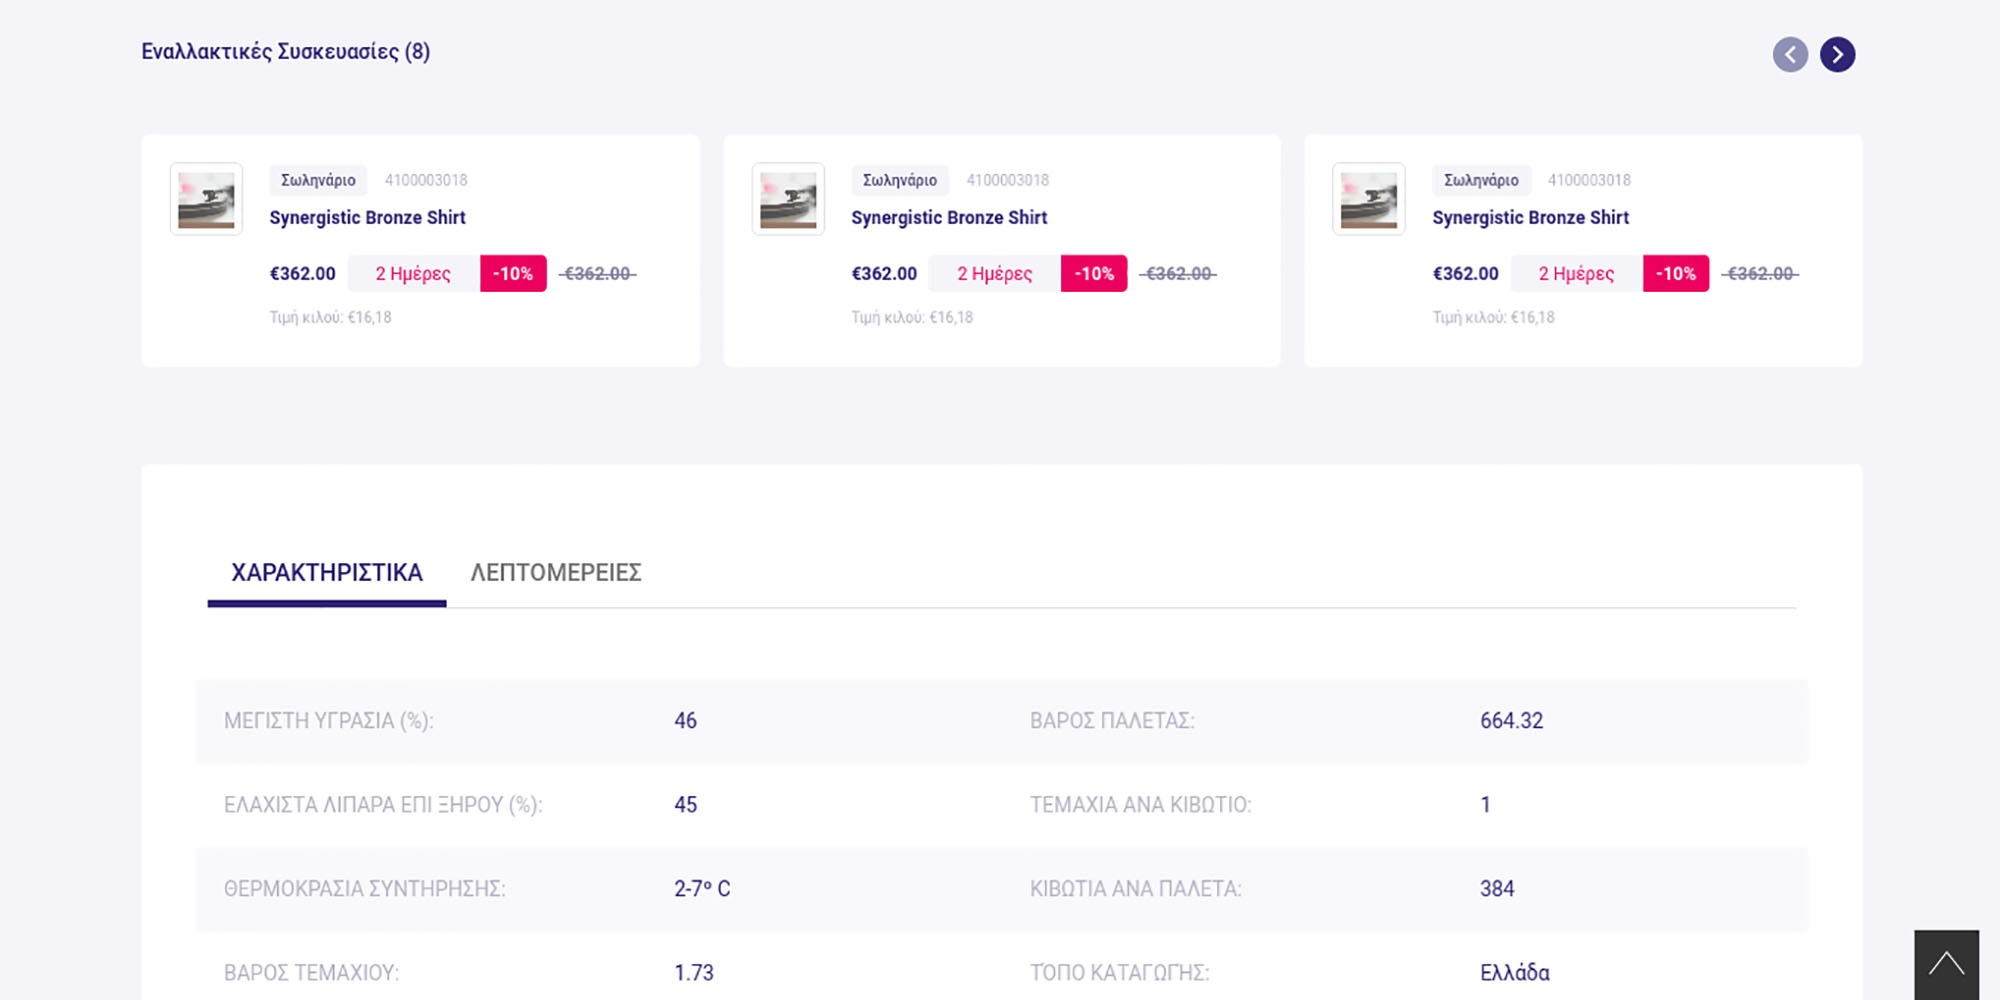 Εναλλακτικές Συσκευασίες (8)
Σωληνάριο 4100003018
Synergistic Bronze Shirt
€362.00 2 Ημέρες -10% €362.00
Τιμή κιλού: €16,18
Σωληνάριο 4100003018
Synergistic Bronze Shirt
€362.00 2 Ημέρες -10% €362.00
Τιμή κιλού: €16,18
Σωληνάριο 4100003018
Synergistic Bronze Shirt
€362.00 2 Ημέρες -10% €362.00
Τιμή κιλού: €16,18
ΧΑΡΑΚΤΗΡΙΣΤΙΚΑ ΛΕΠΤΟΜΕΡΕΙΕΣ
ΜΕΓΙΣΤΗ ΥΓΡΑΣΙΑ (%): 46 ΒΑΡΟΣ ΠΑΛΕΤΑΣ: 664.32
ΕΛΑΧΙΣΤΑ ΛΙΠΑΡΑ ΕΠΙ ΞΗΡΟΥ (%): 45 ΤΕΜΑΧΙΑ ΑΝΑ ΚΙΒΩΤΙΟ: 1
ΘΕΡΜΟΚΡΑΣΙΑ ΣΥΝΤΗΡΗΣΗΣ: 2-7º C ΚΙΒΩΤΙΑ ΑΝΑ ΠΑΛΕΤΑ: 384
ΒΑΡΟΣ ΤΕΜΑΧΙΟΥ: 1.73 ΤΌΠΟ ΚΑΤΑΓΩΓΉΣ: Ελλάδα